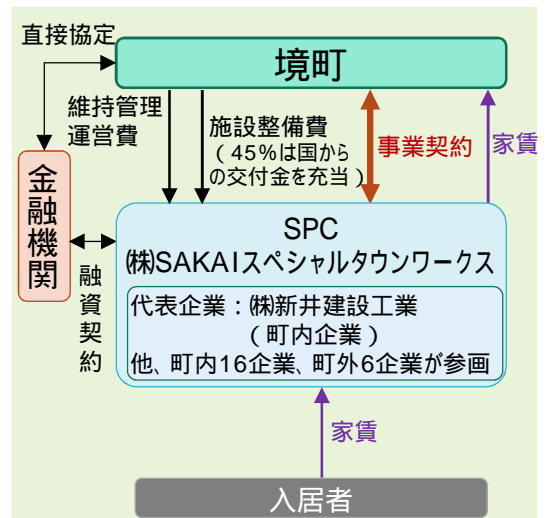 直接協定
境町
維持管理
運営費
施設整備費
（45%は国から
の交付金を充当）
事業契約
家賃
金融機関
融資契約
SPC
㈱SAKAIスペシャルタウンワークス
代表企業：㈱新井建設工業
（町内企業）
他、町内16企業、町外6企業が参画
家賃
入居者